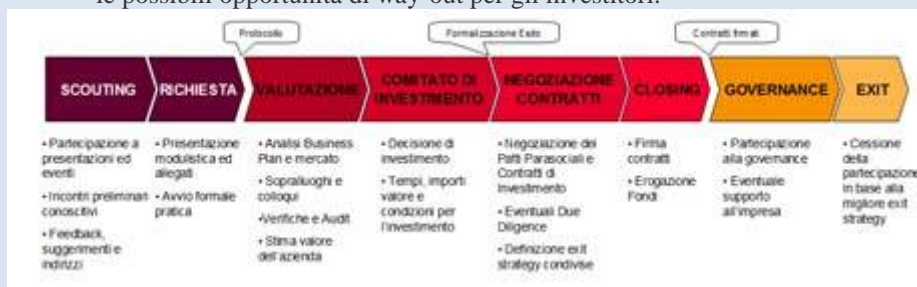 le possibili opportunità di way-out per gli investitori.
Protocollo
Formalizzazione Esito
Contratti firmati
SCOUTING
RICHIESTA
VALUTAZIONE
COMITATO DI
INVESTIMENTO
NEGOZIAZIONE
CONTRATTI
CLOSING
GOVERNANCE
EXIT
• Partecipazione a
presentazioni ed
eventi
• Incontri preliminari
conoscitivi
• Feedback,
suggerimenti e
indirizzi
• Presentazione
modulistica ed
allegati
• Avvio formale
pratica
• Analisi Business
Plan e mercato
• Sopralluoghi e
colloqui
•Verifiche e Audit
• Stima valore
dell'azienda
• Decisione di
investimento
• Tempi, importi
valore e
condizioni per
l'investimento
• Negoziazione dei
Patti Parasociali e
Contratti di
Investimento
• Eventuali Due
Diligence
• Definizione exit
strategy condivise
• Firma
contratti
• Erogazione
Fondi
• Partecipazione
alla governance
• Eventuale
supporto
all'impresa
• Cessione
della
partecipazione
in base alla
migliore exit
strategy